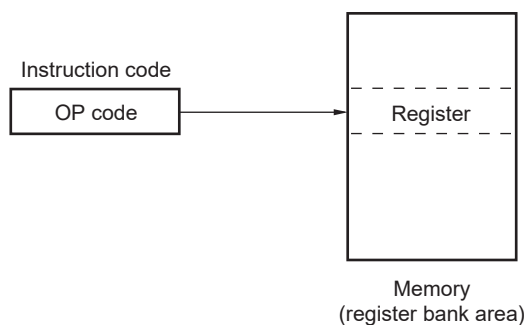 Instruction code
OP code
Register
Memory
(register bank area)